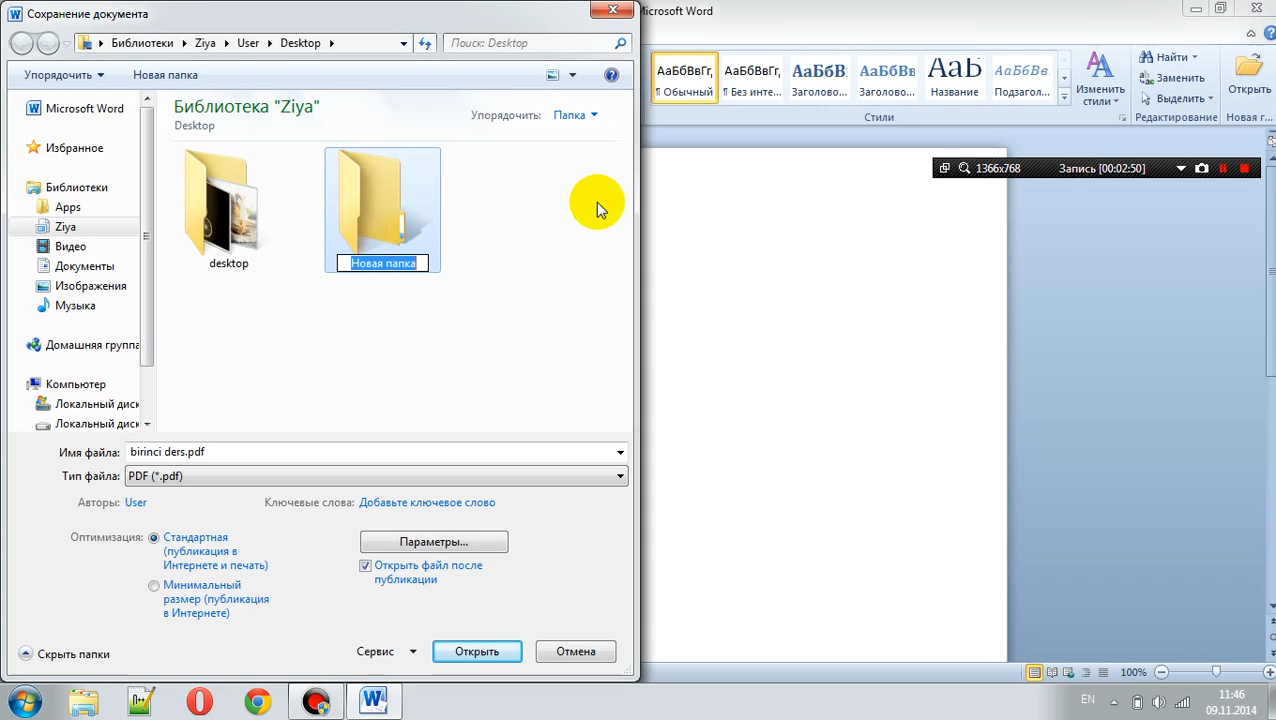 Сохранение документа
Microsoft Word
Библиотеки Ziya User Desktop
Поиск: Desktop
Упорядочить Новая папка
Microsoft Word
Избранное
Библиотеки
Apps
Ziya
Видео
Документы
Изображения
Музыка
Домашняя группа
Компьютер
Локальный диск
Локальный диск
Библиотека "Ziya"
Desktop
Упорядочить: Папка
desktop
Новая папка
Имя файла: birinci ders.pdf
Тип файла: PDF (*.pdf)
Авторы: User
Ключевые слова: Добавьте ключевое слово
Оптимизация:
Стандартная
(публикация в
Интернете и печать)
Минимальный
размер (публикация
в Интернете)
Параметры...
Открыть файл после
публикации
Скрыть папки
Сервис Открыть Отмена
АаБбВвГг, АаБбВвГг, АаБбВ АаБбВв АаБ АаБбВв
¶ Обычный ¶ Без инте... Заголово... Заголово... Название Подзагол...
Изменить
стили
Стили
Найти
Заменить
Выделить
Редактирование
Открыть
Новая г
1366x768 Запись [00:02:50]
100%
N++
W
EN
11:46
09.11.2014